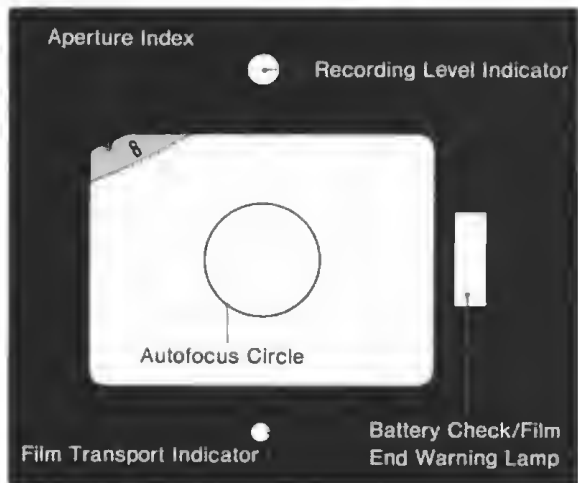 Aperture Index
Recording Level Indicator
8
Autofocus Circle
Film Transport Indicator
Battery Check/Film
End Warning Lamp